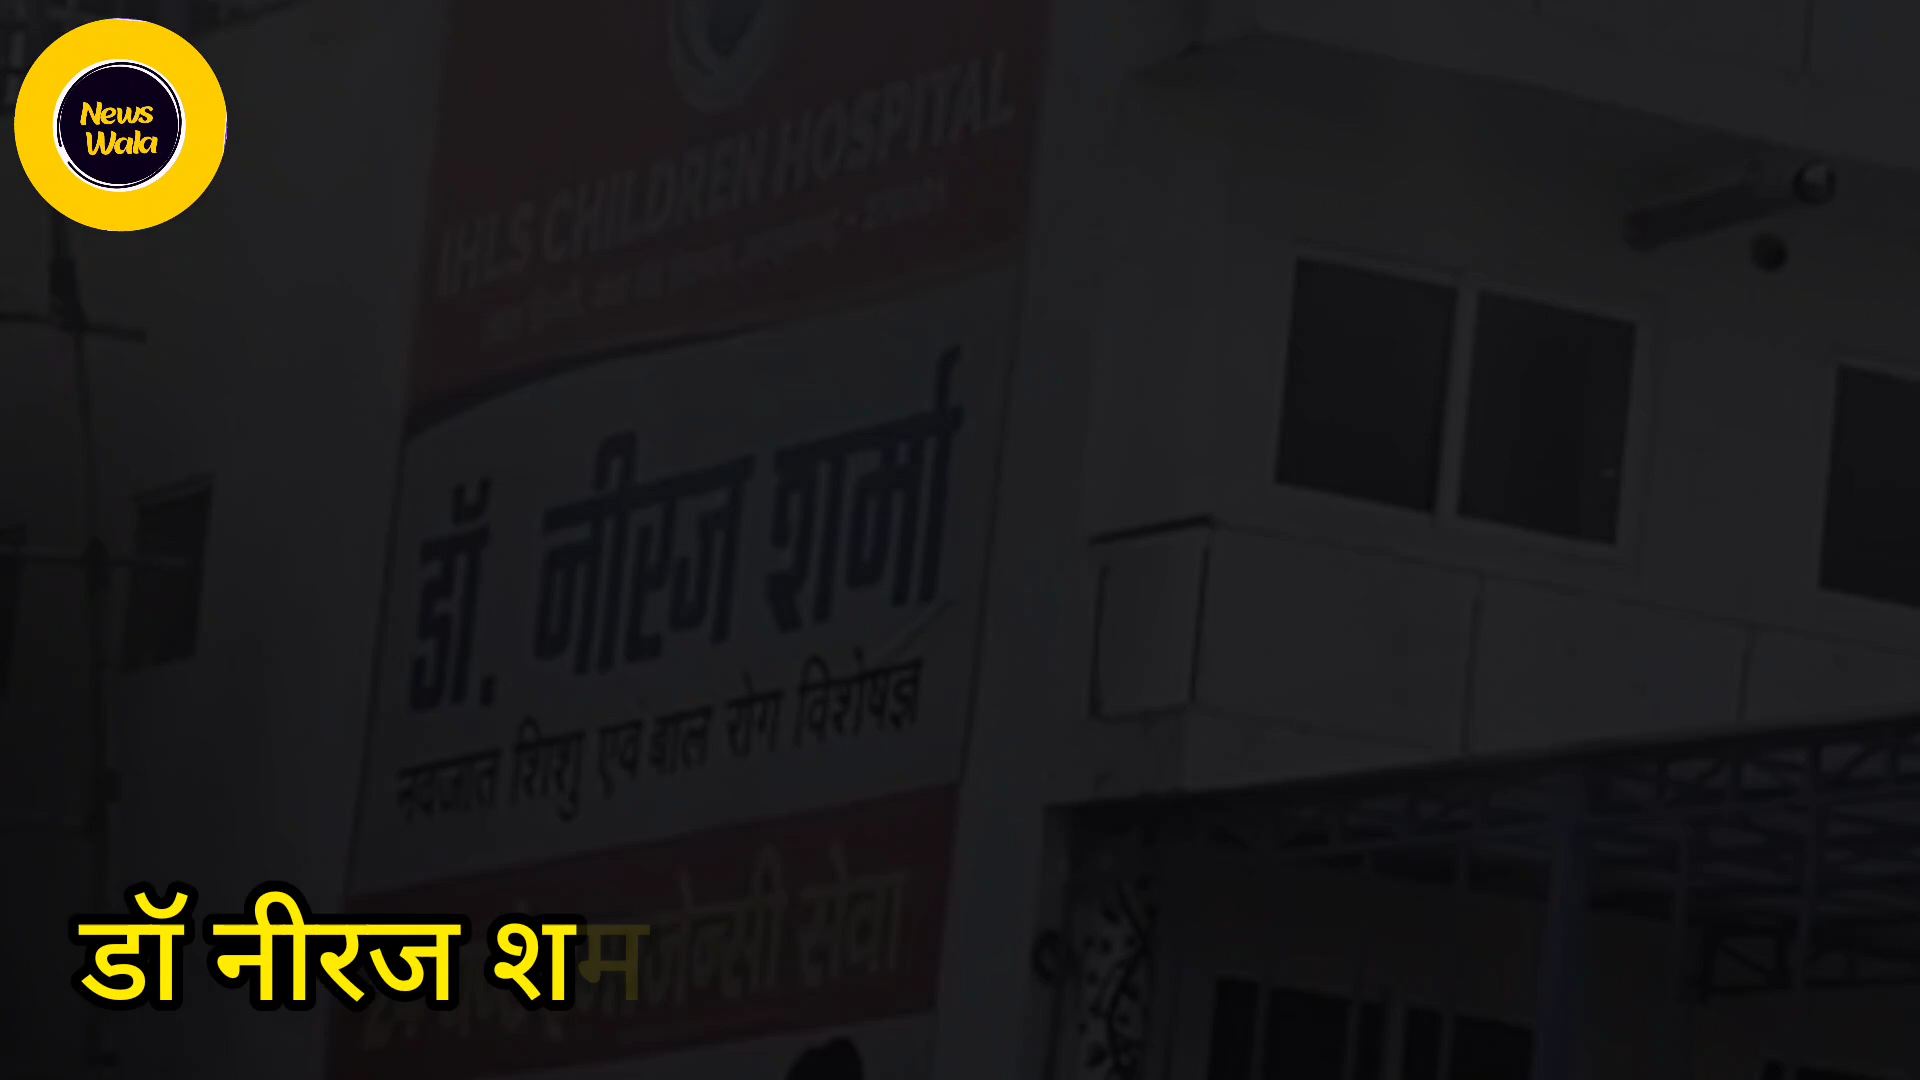 News
Wala
IHLS CHILDREN HOSPITAL
डॉ. नीरज शर्मा
नवजात शिशु एवं बाल रोग विशेषज्ञ
सेवा
डॉ नीरज शम